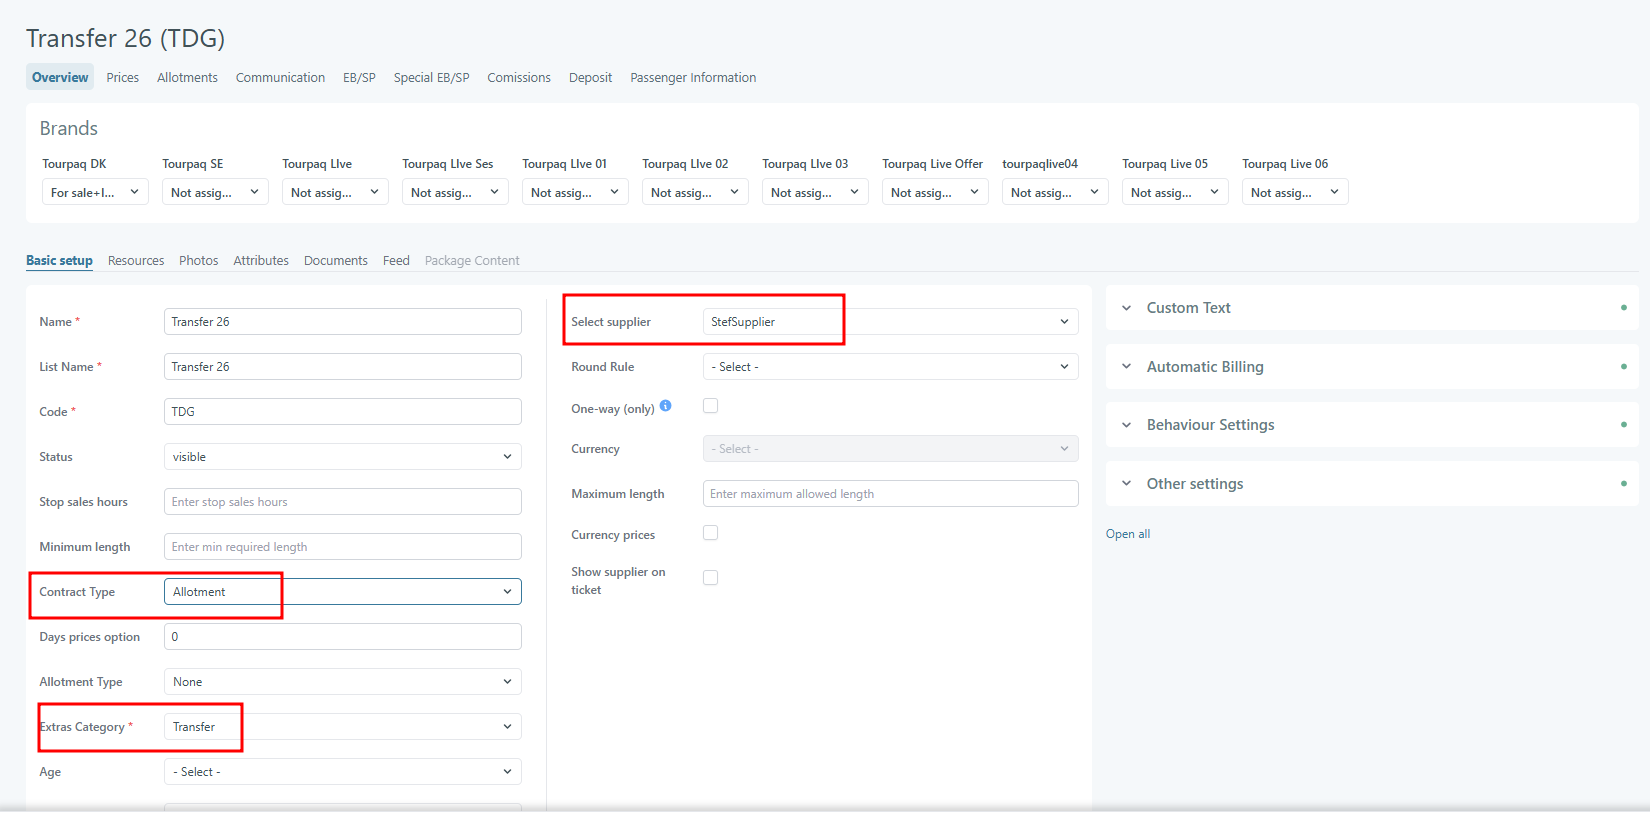 Transfer 26 (TDG)
Overview Prices Allotments Communication EB/SP Special EB/SP Comissions Deposit Passenger Information
Brands
Tourpaq DK Tourpaq SE Tourpaq LIve Tourpaq LIve Ses Tourpaq LIve 01 Tourpaq LIve 02 Tourpaq LIve 03 Tourpaq Live Offer tourpaqlive04 Tourpaq Live 05 Tourpaq Live 06
For sale+I... Not assig... Not assig... Not assig... Not assig... Not assig... Not assig... Not assig... Not assig... Not assig... Not assig...
Basic setup Resources Photos Attributes Documents Feed Package Content
Name * Transfer 26
List Name * Transfer 26
Code * TDG
Status visible
Stop sales hours Enter stop sales hours
Minimum length Enter min required length
Contract Type Allotment
Days prices option 0
Allotment Type None
Extras Category * Transfer
Age - Select -
Select supplier StefSupplier
Round Rule - Select -
One-way (only) i
Currency - Select -
Maximum length Enter maximum allowed length
Currency prices
Show supplier on
ticket
Custom Text
Automatic Billing
Behaviour Settings
Other settings
Open all